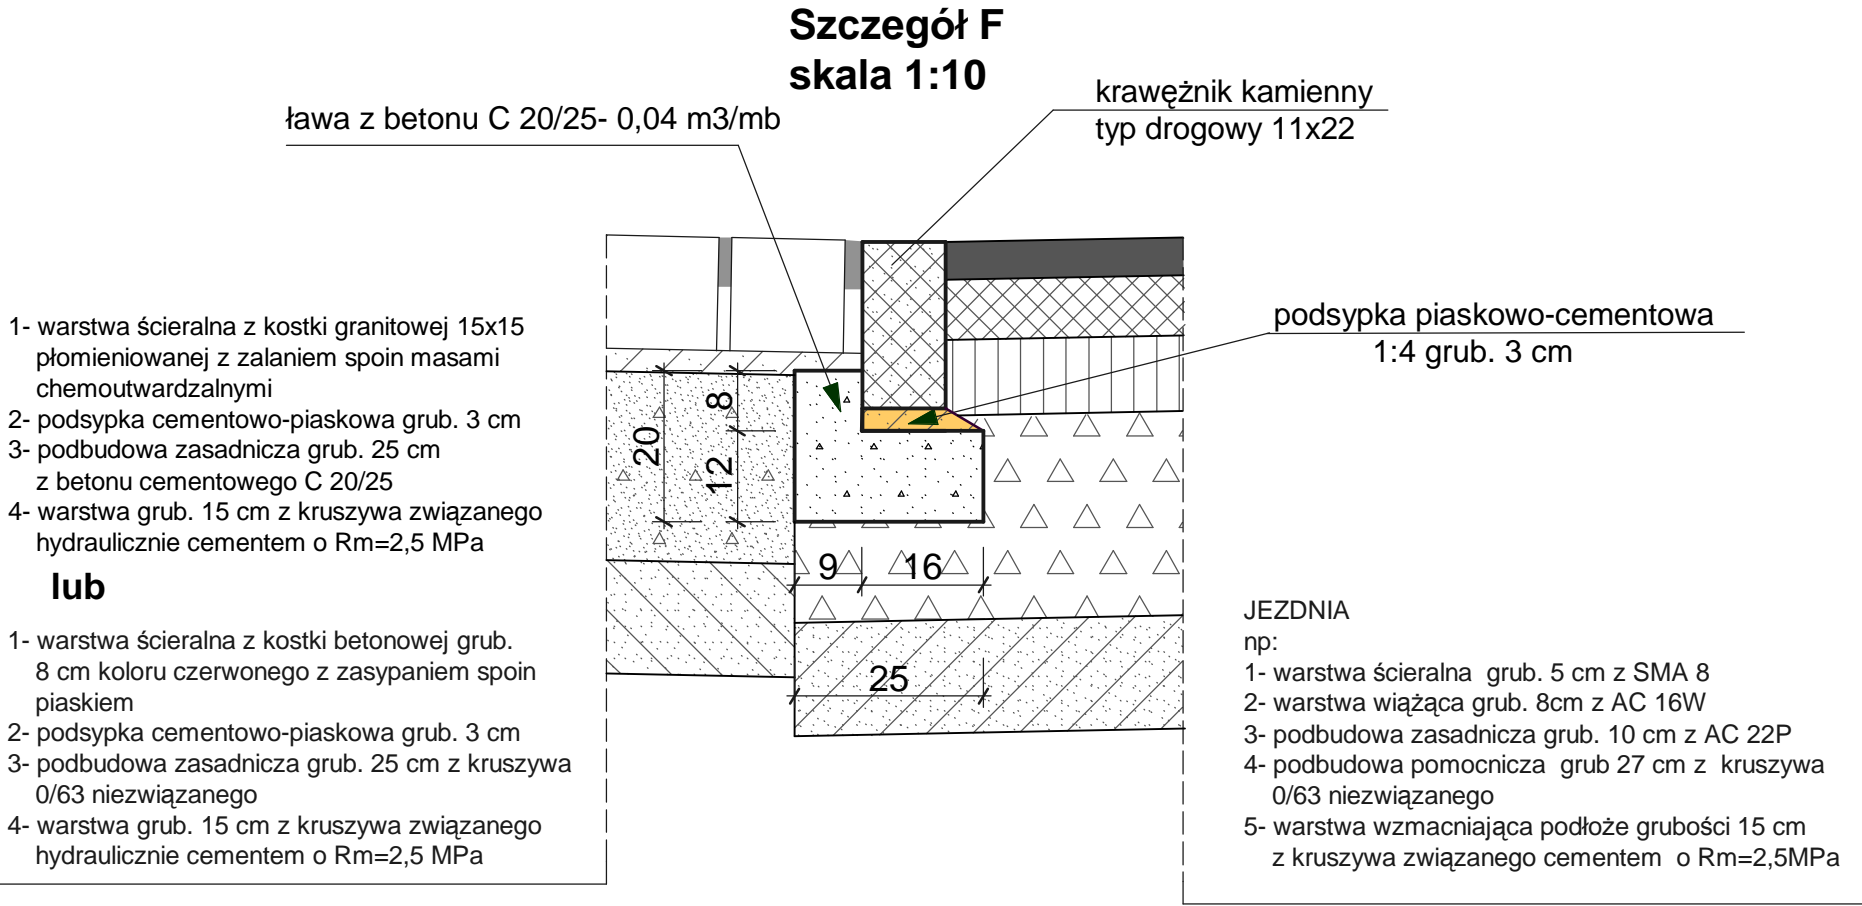 Szczegół F
skala 1:10
ława z betonu C 20/25- 0,04 m3/mb
krawężnik kamienny
typ drogowy 11x22
podsypka piaskowo-cementowa
1:4 grub. 3 cm
1- warstwa ścieralna z kostki granitowej 15x15
płomieniowanej z zalaniem spoin masami
chemoutwardzalnymi
2- podsypka cementowo-piaskowa grub. 3 cm
3- podbudowa zasadnicza grub. 25 cm
z betonu cementowego C 20/25
4- warstwa grub. 15 cm z kruszywa związanego
hydraulicznie cementem o Rm=2,5 MPa
lub
1- warstwa ścieralna z kostki betonowej grub.
8 cm koloru czerwonego z zasypaniem spoin
piaskiem
2- podsypka cementowo-piaskowa grub. 3 cm
3- podbudowa zasadnicza grub. 25 cm z kruszywa
0/63 niezwiązanego
4- warstwa grub. 15 cm z kruszywa związanego
hydraulicznie cementem o Rm=2,5 MPa
20
8
12
9
16
25
JEZDNIA
np:
1- warstwa ścieralna grub. 5 cm z SMA 8
2- warstwa wiążąca grub. 8cm z AC 16W
3- podbudowa zasadnicza grub. 10 cm z AC 22P
4- podbudowa pomocnicza grub 27 cm z kruszywa
0/63 niezwiązanego
5- warstwa wzmacniająca podłoże grubości 15 cm
z kruszywa związanego cementem o Rm=2,5MPa